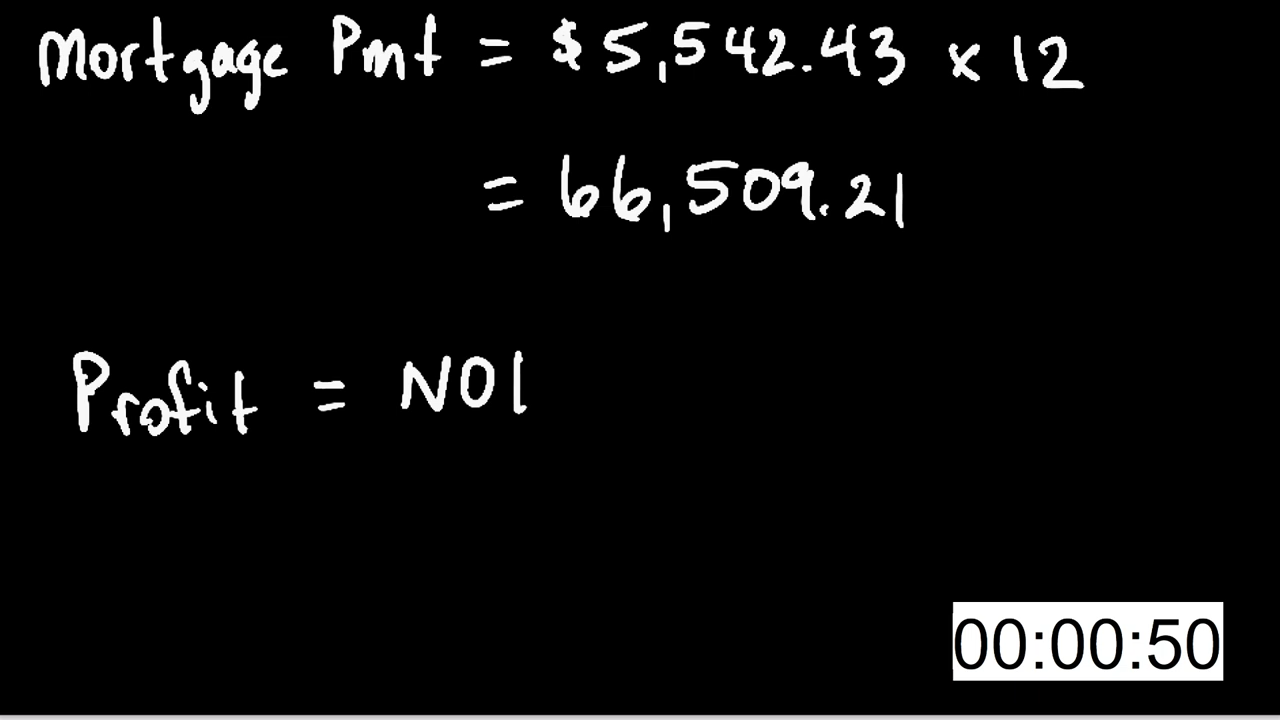 Mortgage Pmt = $5,542.43 x 12
= 66,509.21
Profit = NOI
00:00:50